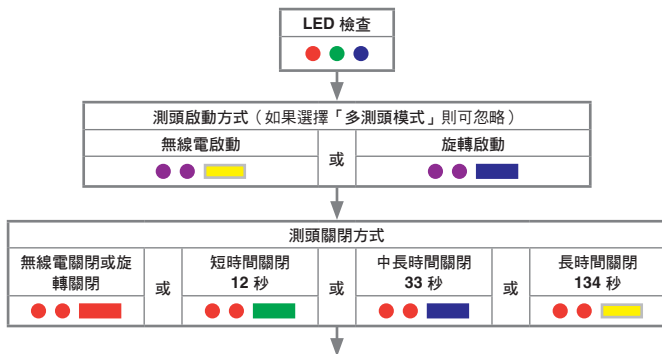 LED 檢查
測頭啟動方式（如果選擇「多測頭模式」則可忽略）
無線電啟動
或
旋轉啟動
測頭關閉方式
無線電關閉或旋
轉關閉
或
短時間關閉
12 秒
或
中長時間關閉
33 秒
或
長時間關閉
134 秒